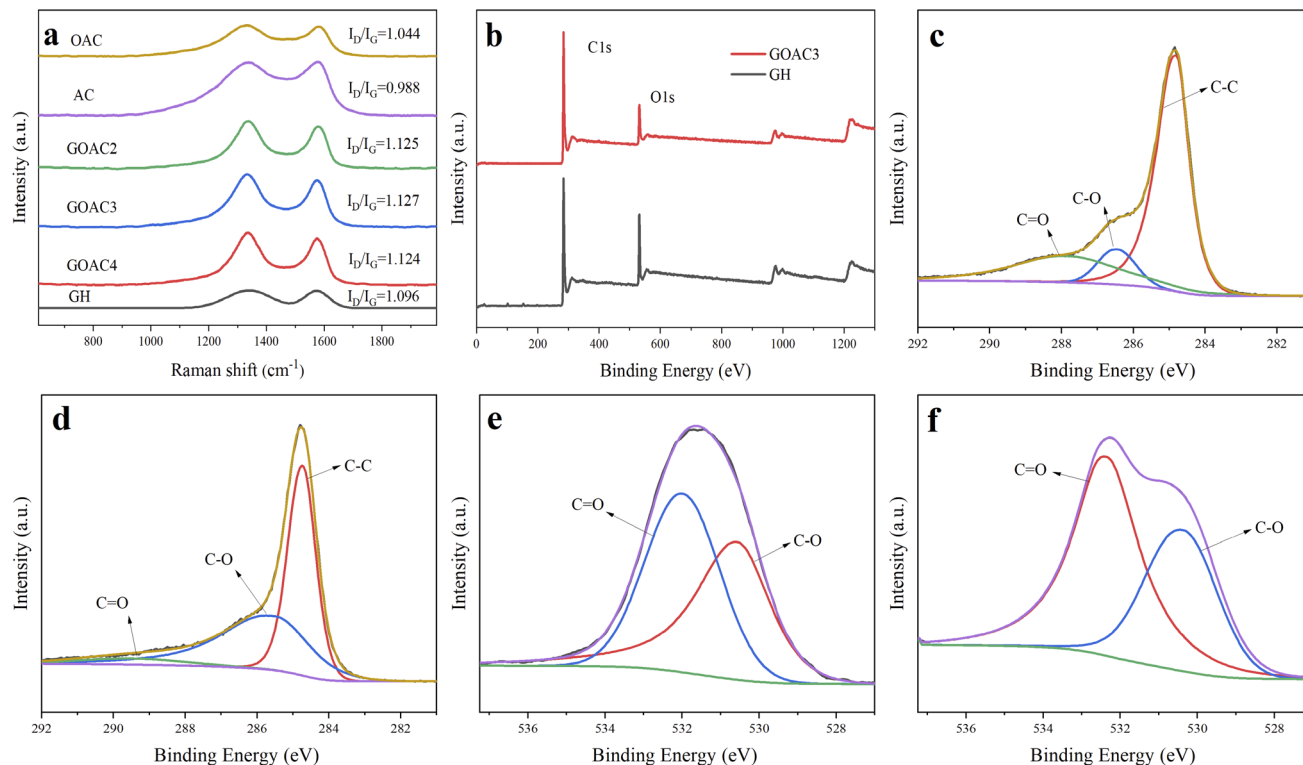 a
OAC
I_D/I_G=1.044
AC
I_D/I_G=0.988
GOAC2
I_D/I_G=1.125
GOAC3
I_D/I_G=1.127
GOAC4
I_D/I_G=1.124
GH
I_D/I_G=1.096
Intensity (a.u.)
800 1000 1200 1400 1600 1800
Raman shift (cm⁻¹)
b
C1s
O1s
GOAC3
GH
Intensity (a.u.)
0 200 400 600 800 1000 1200
Binding Energy (eV)
c
C-C
C-O
C=O
Intensity (a.u.)
292 290 288 286 284 282
Binding Energy (eV)
d
C-C
C-O
C=O
Intensity (a.u.)
292 290 288 286 284 282
Binding Energy (eV)
e
C=O
C-O
Intensity (a.u.)
536 534 532 530 528
Binding Energy (eV)
f
C=O
C-O
Intensity (a.u.)
536 534 532 530 528
Binding Energy (eV)